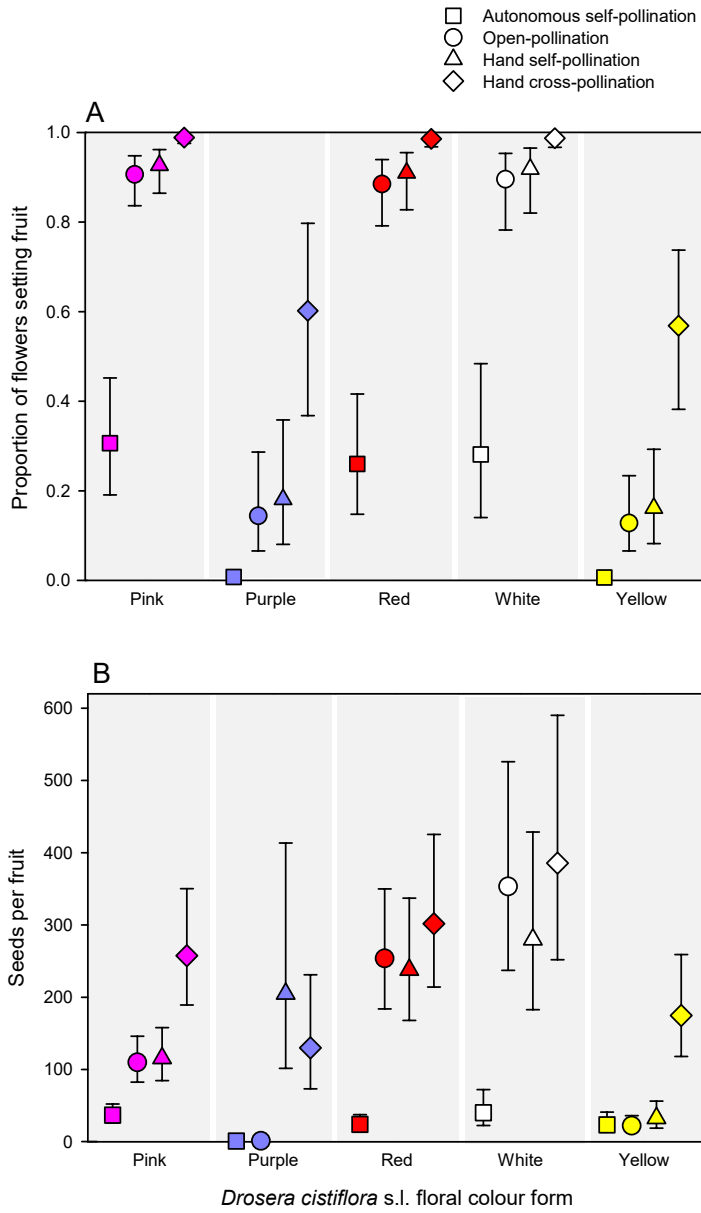 Autonomous self-pollination
Open-pollination
Hand self-pollination
Hand cross-pollination
A
Proportion of flowers setting fruit
1.0
0.8
0.6
0.4
0.2
0.0
Pink Purple Red White Yellow
B
Seeds per fruit
600
500
400
300
200
100
0
Pink Purple Red White Yellow
Drosera cistiflora s.l. floral colour form